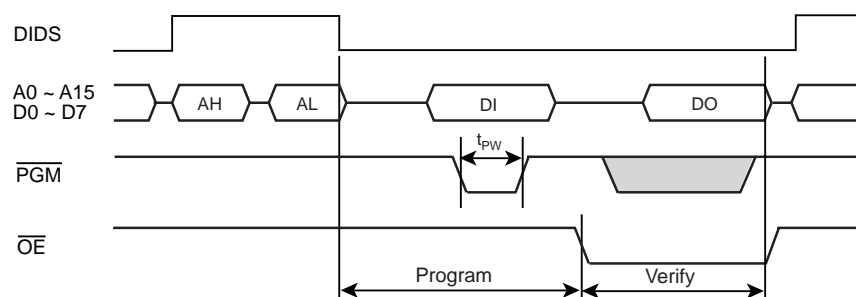 DIDS
A0 ~ A15
D0 ~ D7
AH
AL
DI
DO
tPW
PGM
OE
Program
Verify